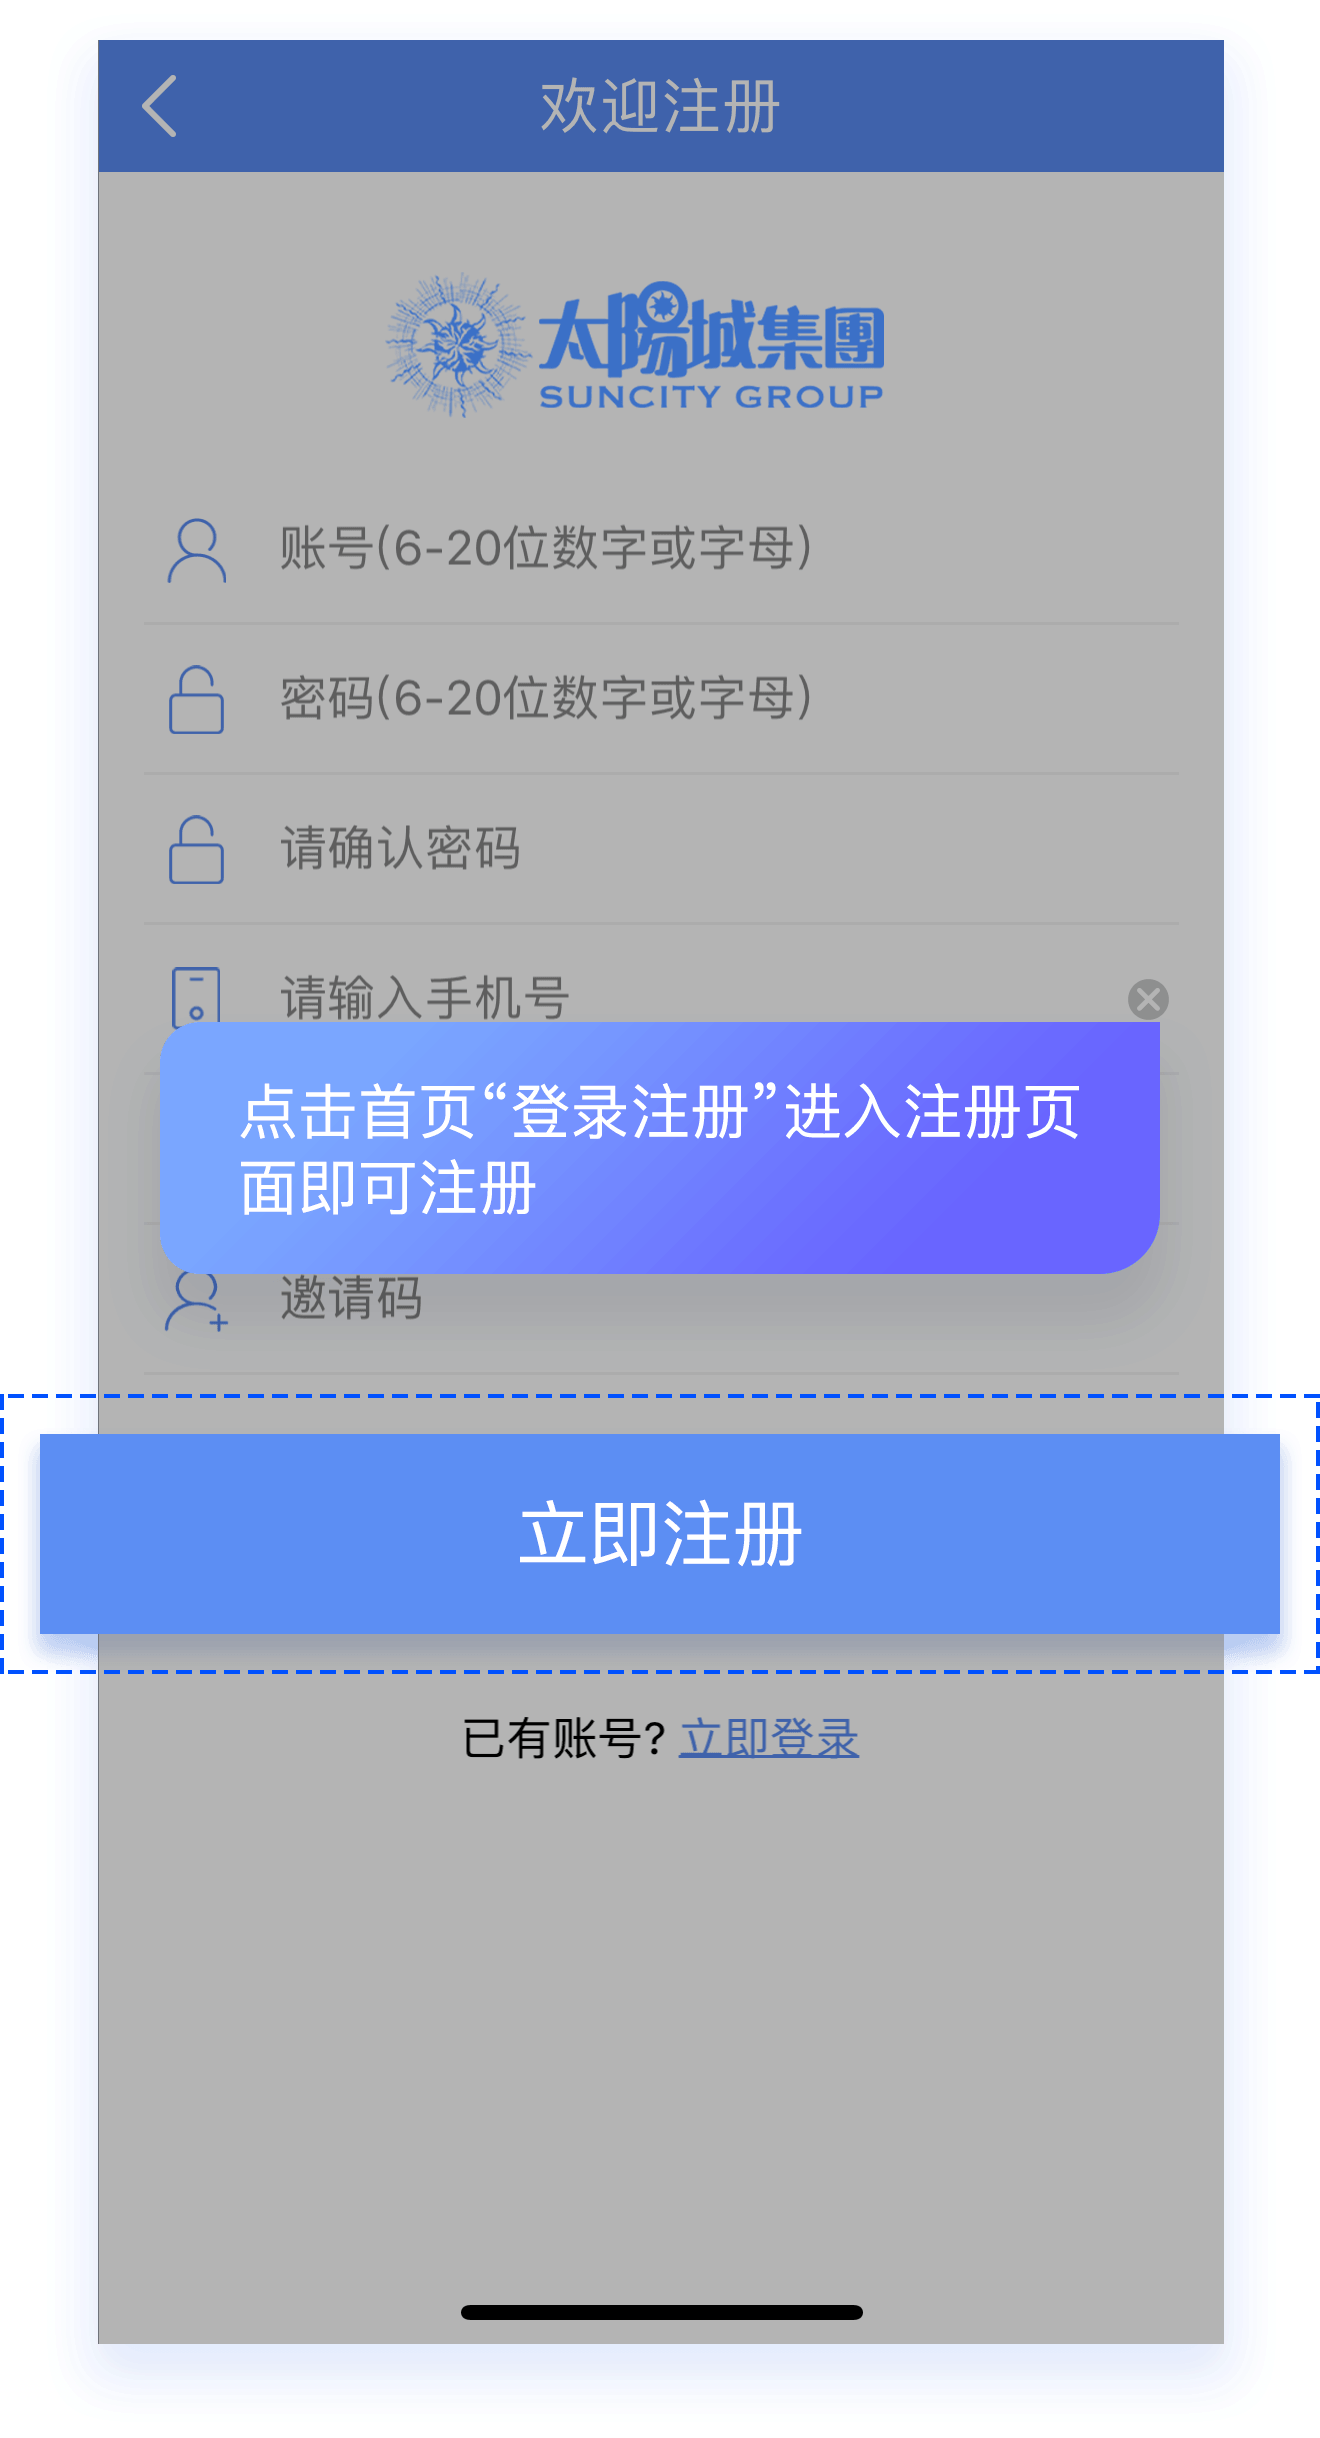 欢迎注册
太陽城集團
SUNCITY GROUP
账号(6-20位数字或字母)
密码(6-20位数字或字母)
请确认密码
请输入手机号
点击首页“登录注册”进入注册页
面即可注册
邀请码
立即注册
已有账号? 立即登录